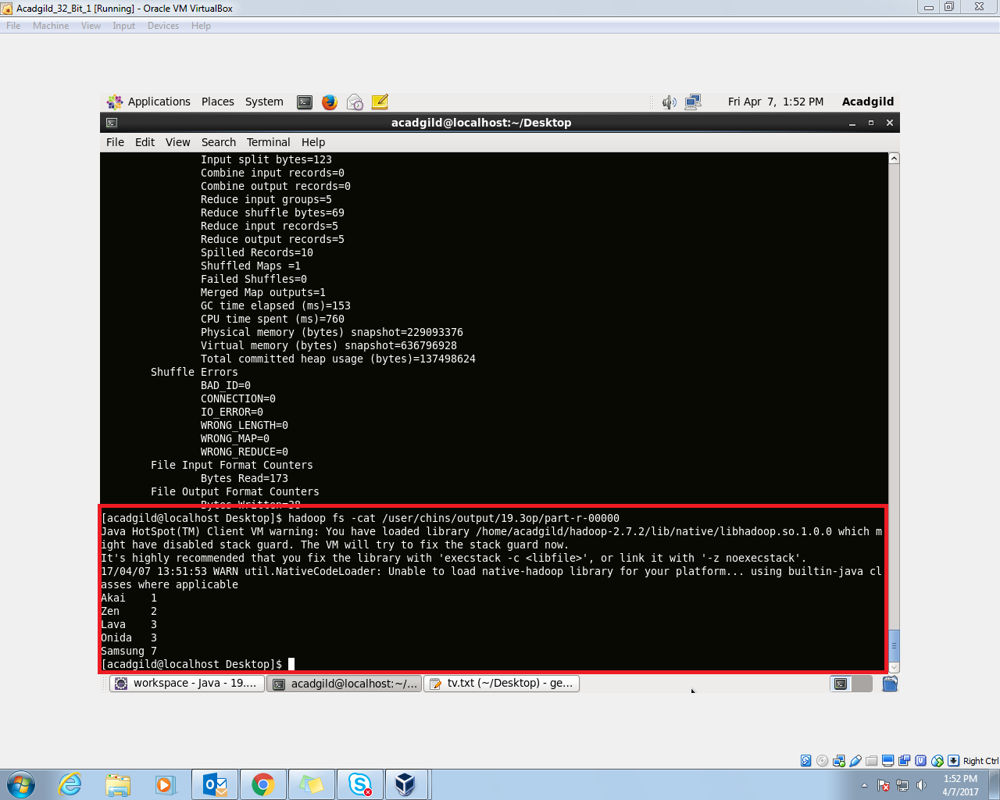 Acadgild_32_Bit_1 [Running] - Oracle VM VirtualBox
File Machine View Input Devices Help
Applications Places System Fri Apr 7, 1:52 PM Acadgild
acadgild@localhost:~/Desktop
File Edit View Search Terminal Help
Input split bytes=123
Combine input records=0
Combine output records=0
Reduce input groups=5
Reduce shuffle bytes=69
Reduce input records=5
Reduce output records=5
Spilled Records=10
Shuffled Maps =1
Failed Shuffles=0
Merged Map outputs=1
GC time elapsed (ms)=153
CPU time spent (ms)=760
Physical memory (bytes) snapshot=229093376
Virtual memory (bytes) snapshot=636796928
Total committed heap usage (bytes)=137498624
Shuffle Errors
BAD_ID=0
CONNECTION=0
IO_ERROR=0
WRONG_LENGTH=0
WRONG_MAP=0
WRONG_REDUCE=0
File Input Format Counters
Bytes Read=173
File Output Format Counters
Bytes Written=38
[acadgild@localhost Desktop]$ hadoop fs -cat /user/chins/output/19.3op/part-r-00000
Java HotSpot(TM) Client VM warning: You have loaded library /home/acadgild/hadoop-2.7.2/lib/native/libhadoop.so.1.0.0 which m
ight have disabled stack guard. The VM will try to fix the stack guard now.
It's highly recommended that you fix the library with 'execstack -c <libfile>', or link it with '-z noexecstack'.
17/04/07 13:51:53 WARN util.NativeCodeLoader: Unable to load native-hadoop library for your platform... using builtin-java cl
asses where applicable
Akai 1
Zen 2
Lava 3
Onida 3
Samsung 7
[acadgild@localhost Desktop]$
workspace - Java - 19.... acadgild@localhost:~/... tv.txt (~/Desktop) - ge...
Right Ctrl
1:52 PM
4/7/2017